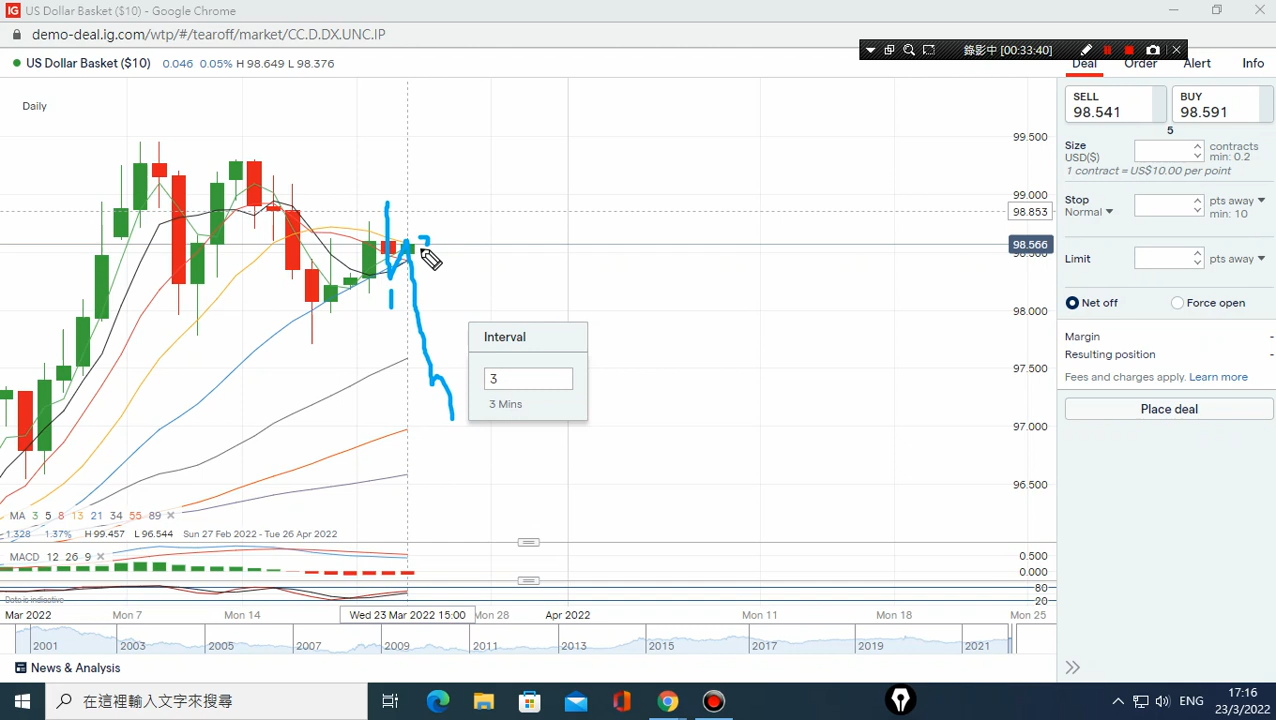 IG US Dollar Basket ($10) - Google Chrome
demo-deal.ig.com/wtp/#/tearoff/market/CC.D.DX.UNC.IP
錄影中 [00:33:40]
US Dollar Basket ($10) 0.046 0.05% H 98.649 L 98.376
Deal Order Alert Info
Daily
SELL
98.541
BUY
98.591
5
Size
USD($)
contracts
min: 0.2
1 contract = US$10.00 per point
Stop
Normal
pts away
min: 10
Limit
pts away
Net off
Force open
Margin -
Resulting position -
Fees and charges apply. Learn more
Place deal
99.500
99.000
98.853
98.566
98.500
98.000
97.500
97.000
96.500
Interval
3
3 Mins
MA 3 5 8 13 21 34 55 89
1.328 1.37% H 99.457 L 96.544 Sun 27 Feb 2022 - Tue 26 Apr 2022
MACD 12 26 9
0.500
0.000
80
20
Data is indicative
Mar 2022 Mon 7 Mon 14 Wed 23 Mar 2022 15:00 Mon 28 Apr 2022 Mon 11 Mon 18 Mon 25
2001 2003 2005 2007 2009 2011 2013 2015 2017 2019 2021
News & Analysis
在這裡輸入文字來搜尋
ENG
17:16
23/3/2022